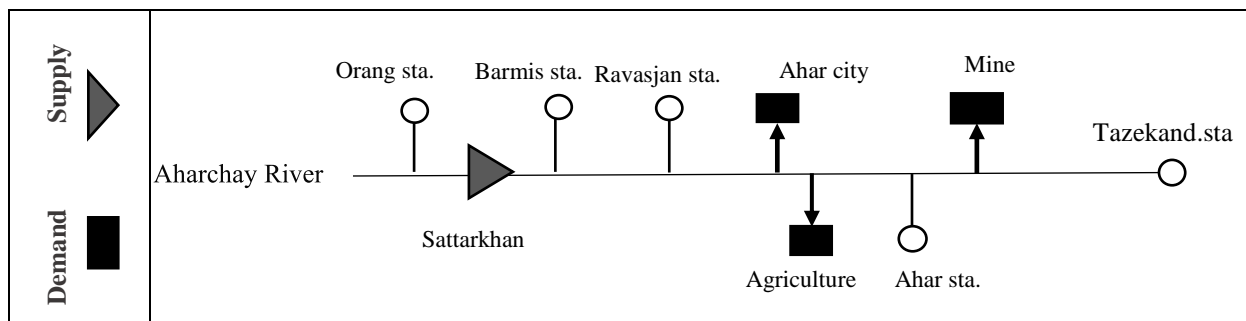 Supply
Demand
Orang sta.
Barmis sta.
Ravasjan sta.
Ahar city
Mine
Tazekand.sta
Aharchay River
Sattarkhan
Agriculture
Ahar sta.